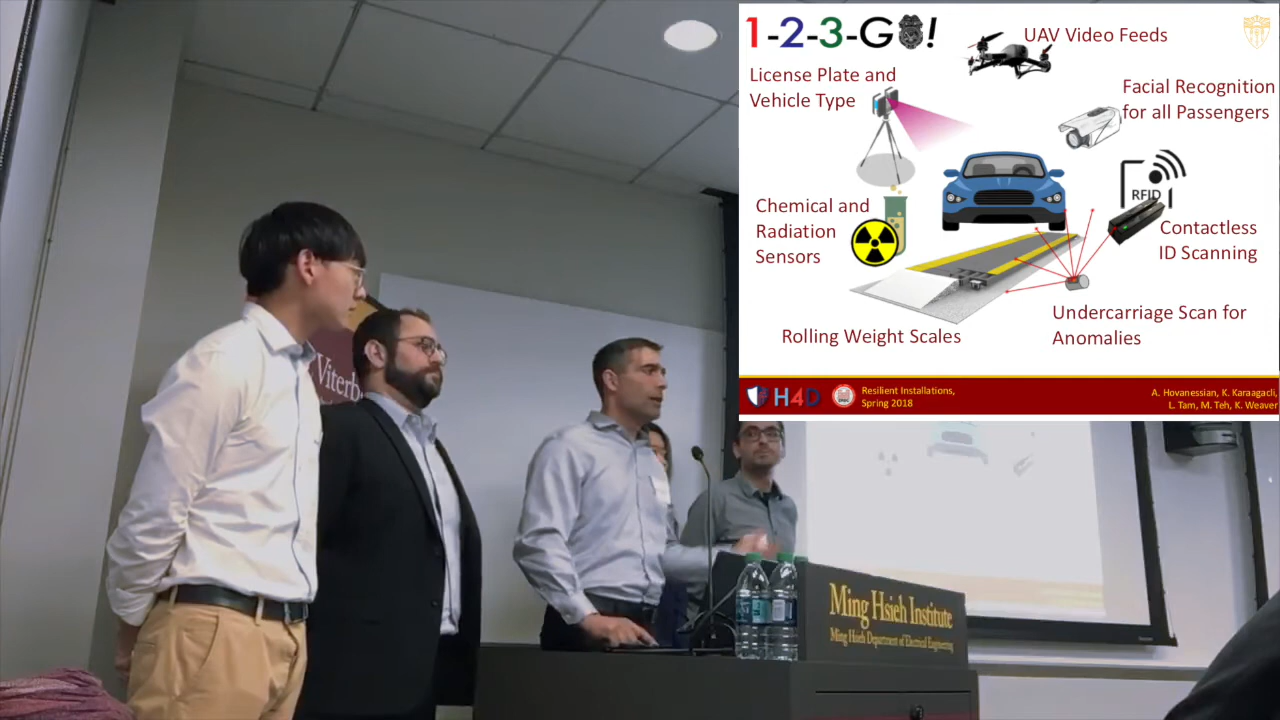 1-2-3-GO!
UAV Video Feeds
License Plate and
Vehicle Type
Facial Recognition
for all Passengers
RFID
Chemical and
Radiation
Sensors
Contactless
ID Scanning
Undercarriage Scan for
Anomalies
Rolling Weight Scales
H4D
Resilient Installations,
Spring 2018
A. Hovanessian, K. Karaagacli,
L. Tam, M. Teh, K. Weaver
Viterbi
Ming Hsieh Institute
Ming Hsieh Department of Electrical Engineering